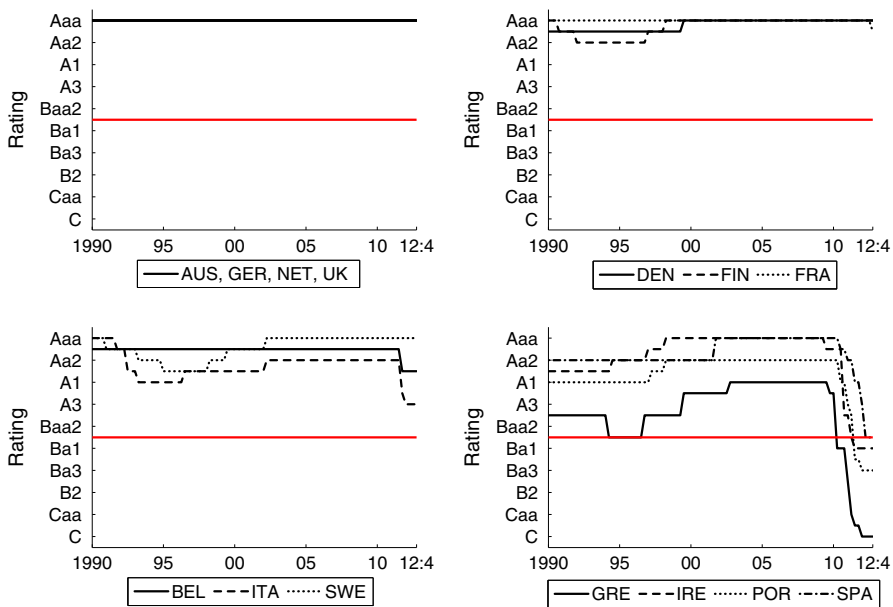 Rating
Aaa
Aa2
A1
A3
Baa2
Ba1
Ba3
B2
Caa
C
1990 95 00 05 10 12:4
AUS, GER, NET, UK
Rating
Aaa
Aa2
A1
A3
Baa2
Ba1
Ba3
B2
Caa
C
1990 95 00 05 10 12:4
DEN FIN FRA
Rating
Aaa
Aa2
A1
A3
Baa2
Ba1
Ba3
B2
Caa
C
1990 95 00 05 10 12:4
BEL ITA SWE
Rating
Aaa
Aa2
A1
A3
Baa2
Ba1
Ba3
B2
Caa
C
1990 95 00 05 10 12:4
GRE IRE POR SPA